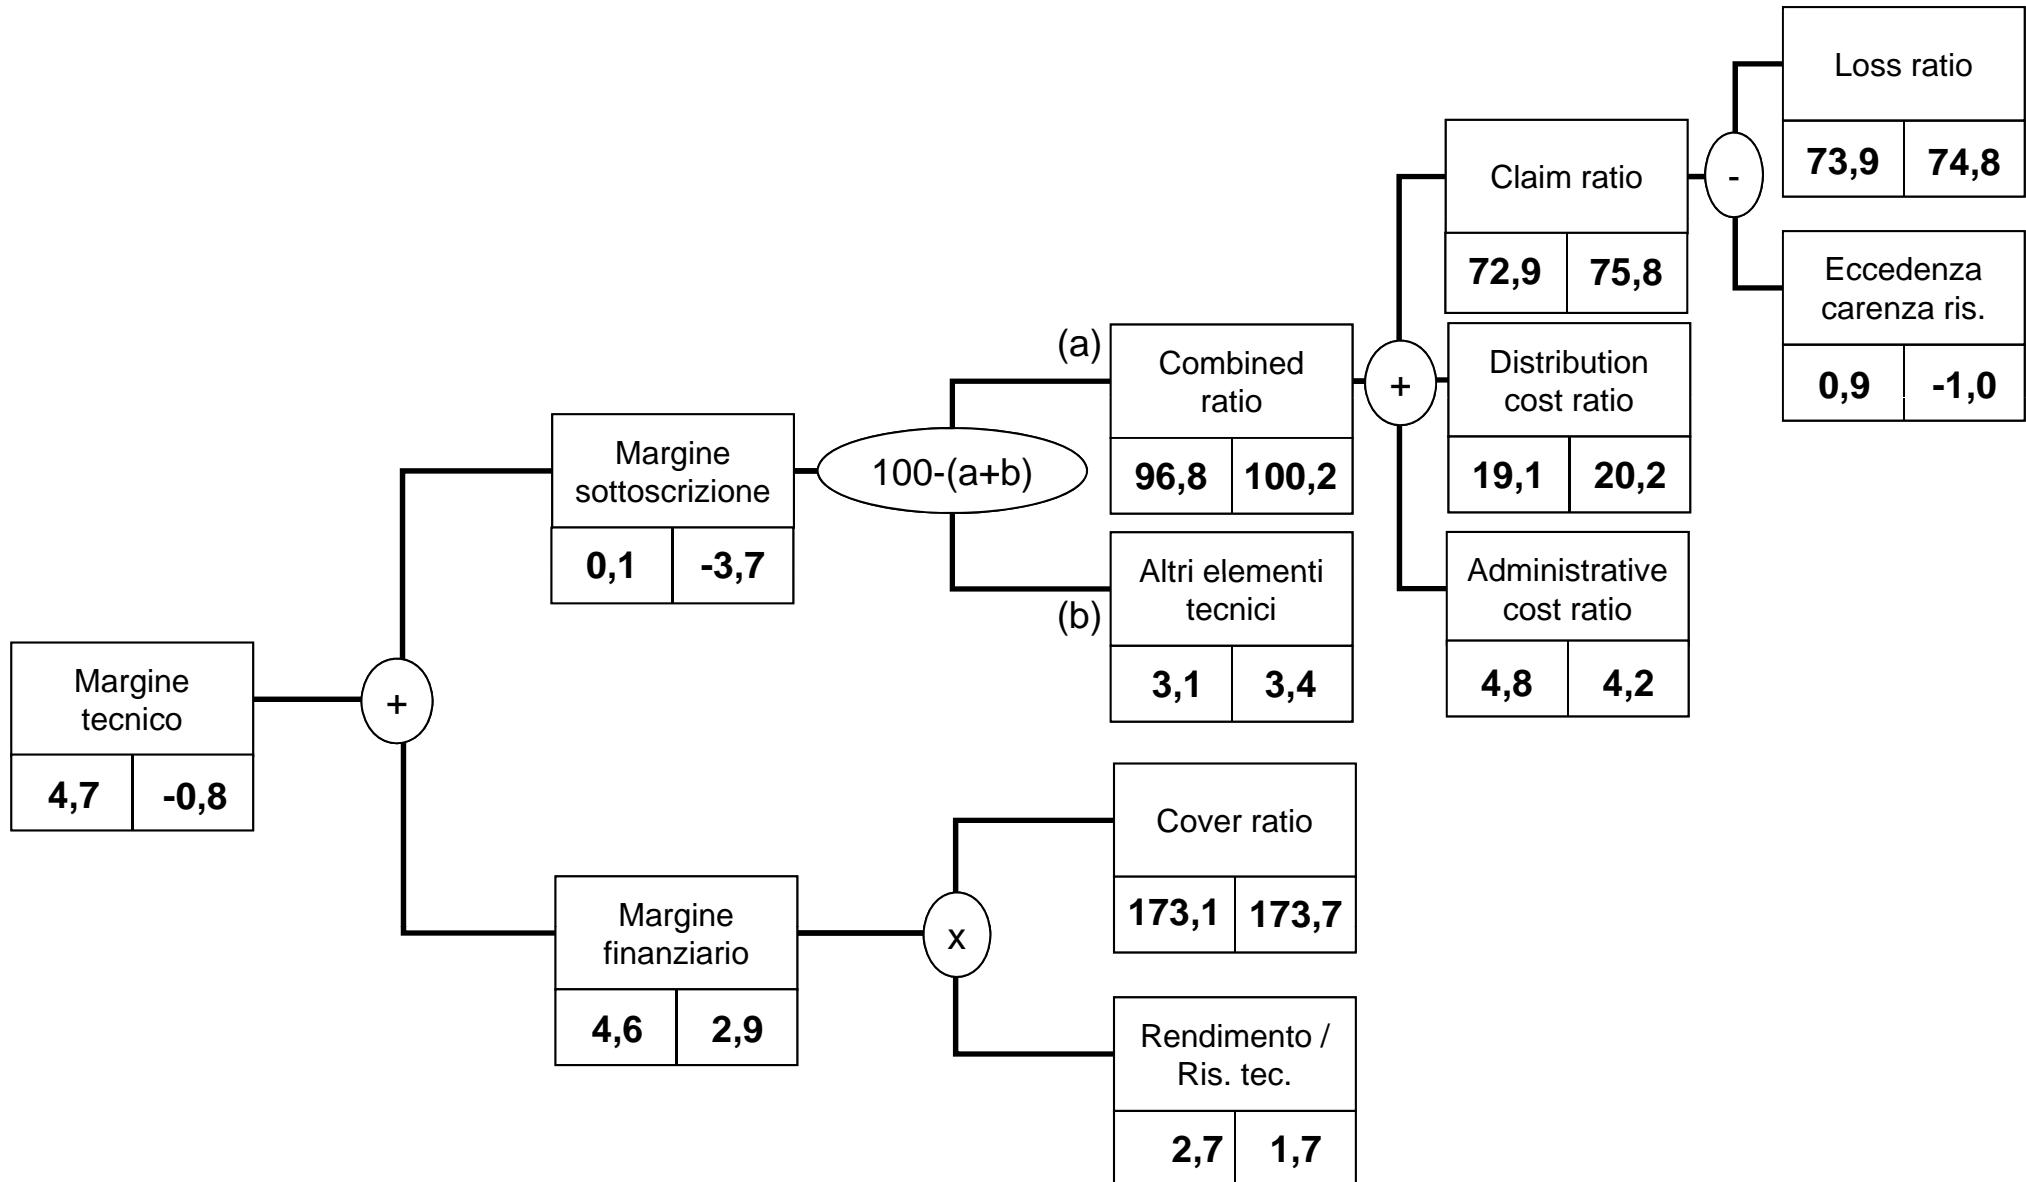 Loss ratio
73,9 74,8
Claim ratio
-
72,9 75,8
Eccedenza
carenza ris.
0,9 -1,0
(a)
Combined
ratio
96,8 100,2
+
Distribution
cost ratio
19,1 20,2
Margine
sottoscrizione
0,1 -3,7
100-(a+b)
Altri elementi
tecnici
(b)
3,1 3,4
Administrative
cost ratio
4,8 4,2
Margine
tecnico
4,7 -0,8
+
Cover ratio
173,1 173,7
Margine
finanziario
4,6 2,9
x
Rendimento /
Ris. tec.
2,7 1,7